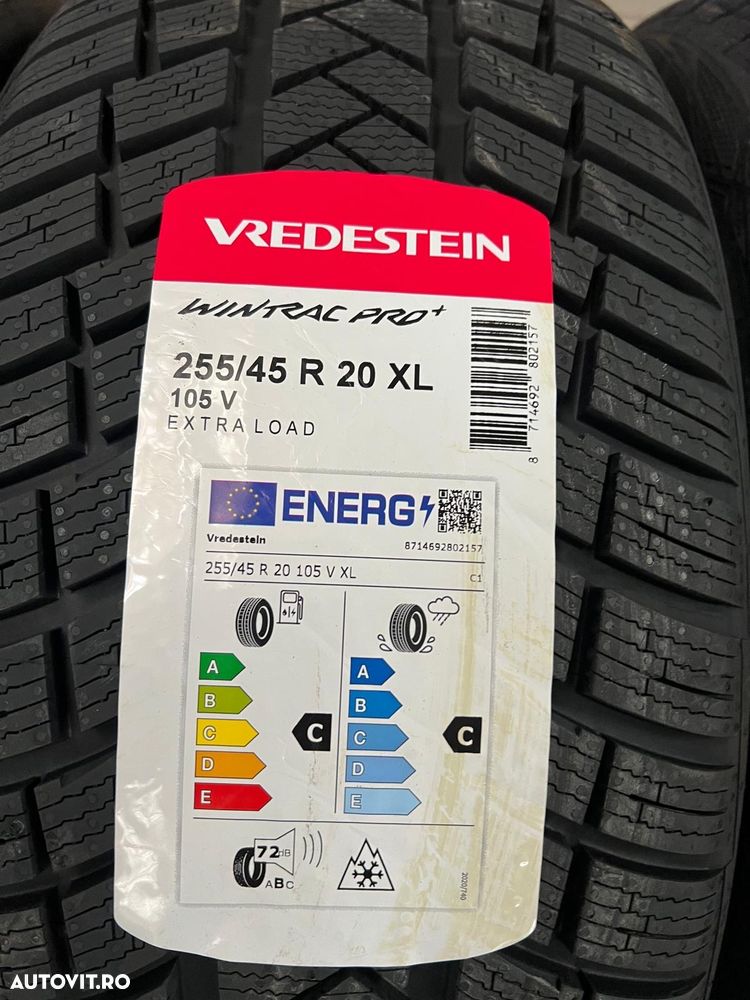 VREDESTEIN
WINTRAC PRO+
255/45 R 20 XL
105 V
EXTRA LOAD
8 714692 802157
ENERG
Vredestein
8714692802157
255/45 R 20 105 V XL
C1
A
B
C
D
E
C
A
B
C
D
E
C
72dB
ABC
2020/740
AUTOVIT.RO